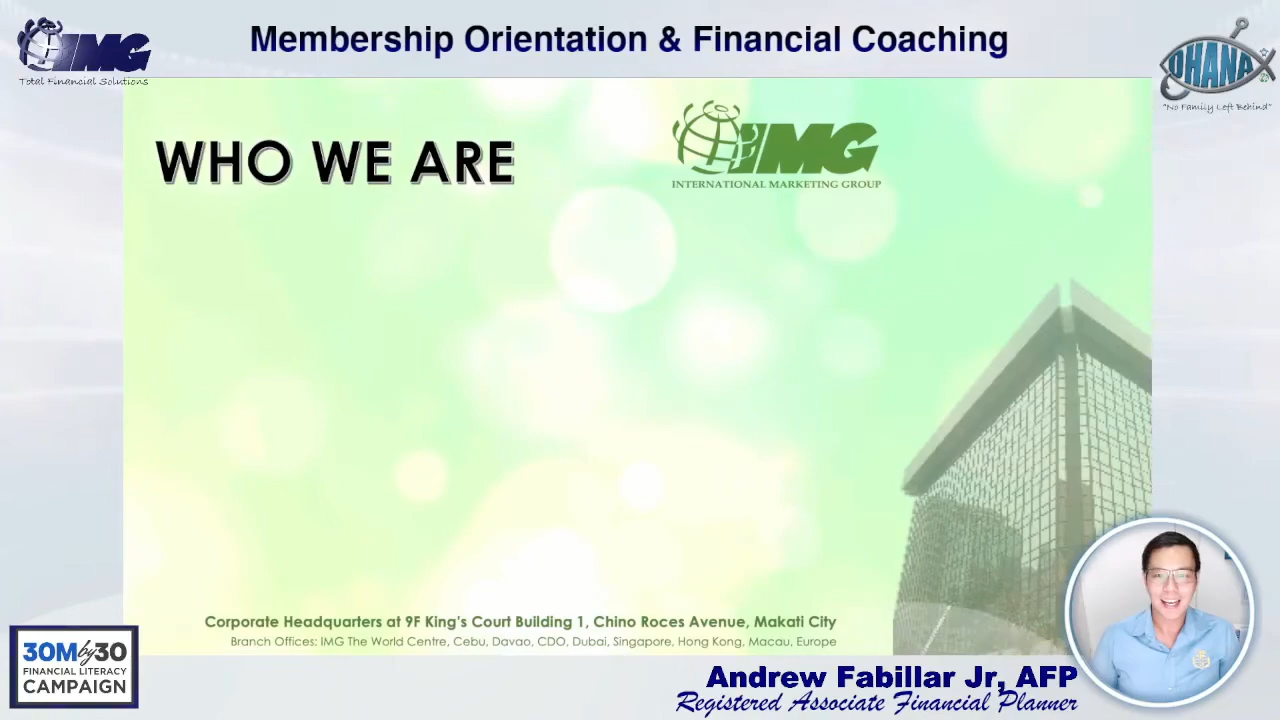 IMG
Total Financial Solutions
Membership Orientation & Financial Coaching
OHANA
"No Family Left Behind"
WHO WE ARE
IMG
INTERNATIONAL MARKETING GROUP
Corporate Headquarters at 9F King's Court Building 1, Chino Roces Avenue, Makati City
Branch Offices: IMG The World Centre, Cebu, Davao, CDO, Dubai, Singapore, Hong Kong, Macau, Europe
30M by 30
FINANCIAL LITERACY
CAMPAIGN
Andrew Fabillar Jr, AFP
Registered Associate Financial Planner